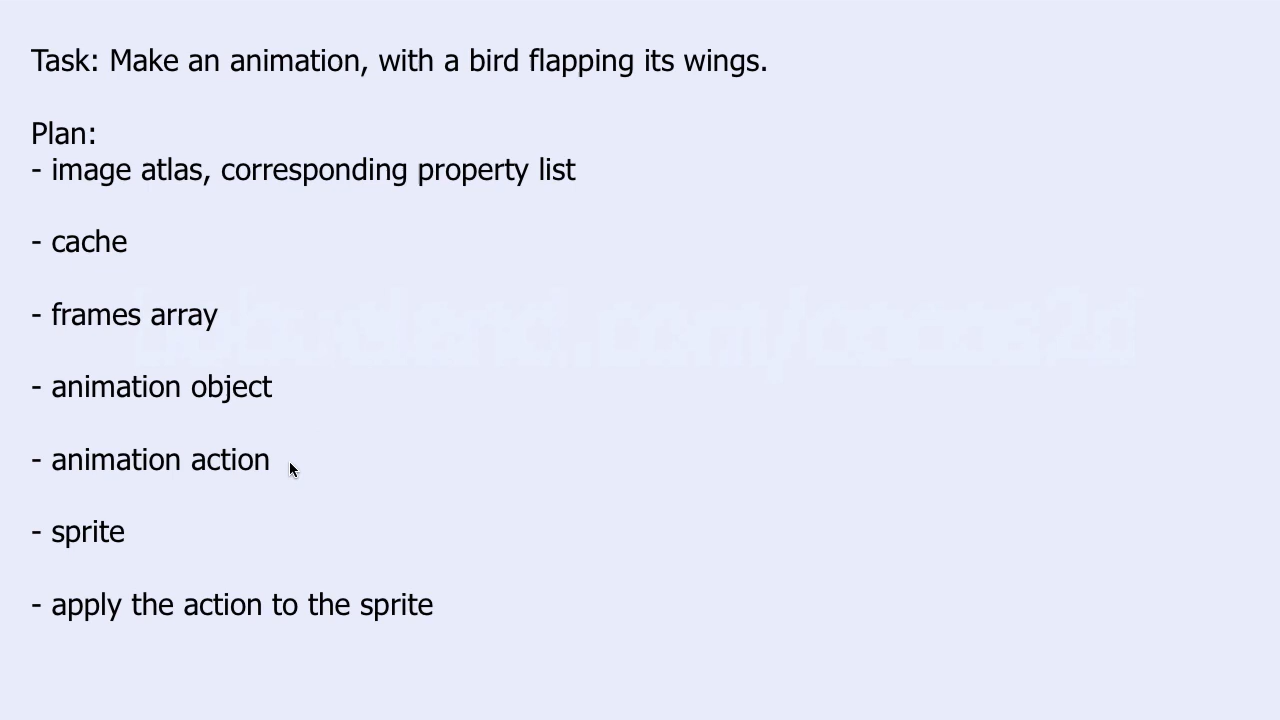 Task: Make an animation, with a bird flapping its wings.
Plan:
- image atlas, corresponding property list
- cache
- frames array
- animation object
- animation action
- sprite
- apply the action to the sprite